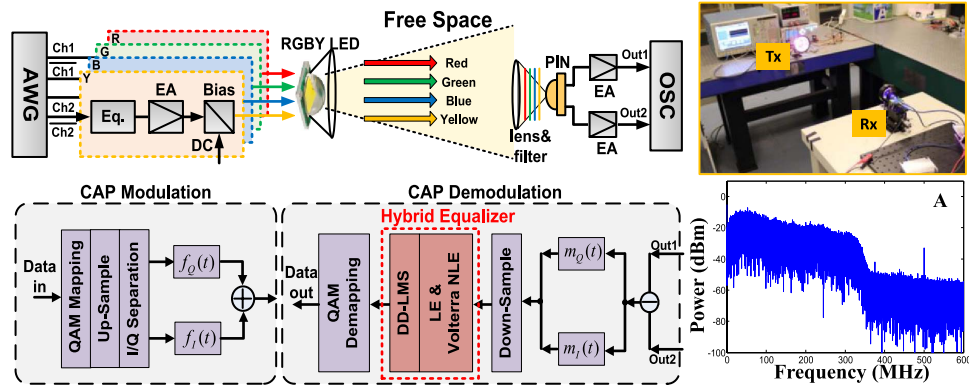 Free Space
AWG
Ch1
Ch1
Ch2
Ch2
R
G
B
Y
Eq.
EA
Bias
DC
RGBY LED
Red
Green
Blue
Yellow
lens&
filter
PIN
EA
EA
Out1
Out2
OSC
Tx
Rx
CAP Modulation
Data
in
QAM Mapping
Up-Sample
I/Q Separation
f_Q(t)
f_I(t)
CAP Demodulation
Hybrid Equalizer
Data
out
QAM
Demapping
DD-LMS
LE &
Volterra NLE
Down-Sample
m_Q(t)
m_I(t)
Out1
Out2
A
Power (dBm)
0
-20
-40
-60
-80
-100
0 100 200 300 400 500 600
Frequency (MHz)